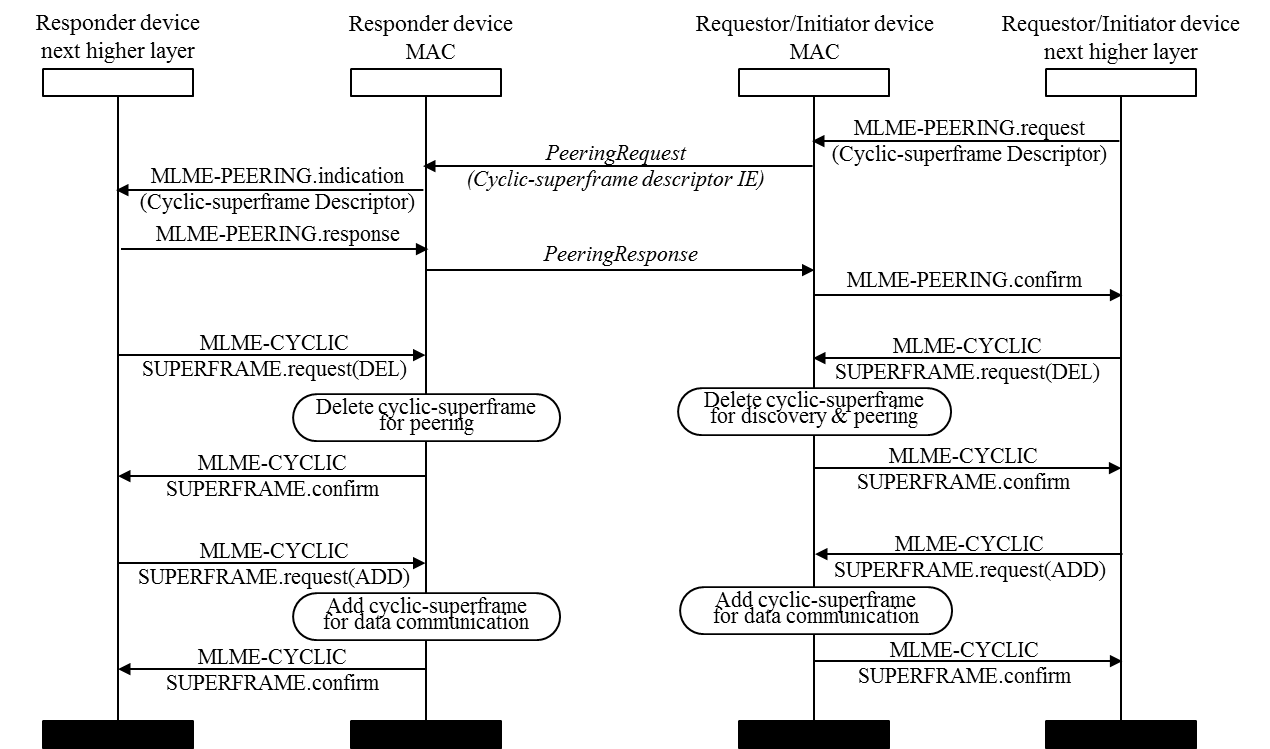 Responder device
next higher layer
Responder device
MAC
Requestor/Initiator device
MAC
Requestor/Initiator device
next higher layer
MLME-PEERING.request
(Cyclic-superframe Descriptor)
PeeringRequest
(Cyclic-superframe descriptor IE)
MLME-PEERING.indication
(Cyclic-superframe Descriptor)
MLME-PEERING.response
PeeringResponse
MLME-PEERING.confirm
MLME-CYCLIC
SUPERFRAME.request(DEL)
MLME-CYCLIC
SUPERFRAME.request(DEL)
Delete cyclic-superframe
for peering
Delete cyclic-superframe
for discovery & peering
MLME-CYCLIC
SUPERFRAME.confirm
MLME-CYCLIC
SUPERFRAME.confirm
MLME-CYCLIC
SUPERFRAME.request(ADD)
MLME-CYCLIC
SUPERFRAME.request(ADD)
Add cyclic-superframe
for data communication
Add cyclic-superframe
for data communication
MLME-CYCLIC
SUPERFRAME.confirm
MLME-CYCLIC
SUPERFRAME.confirm